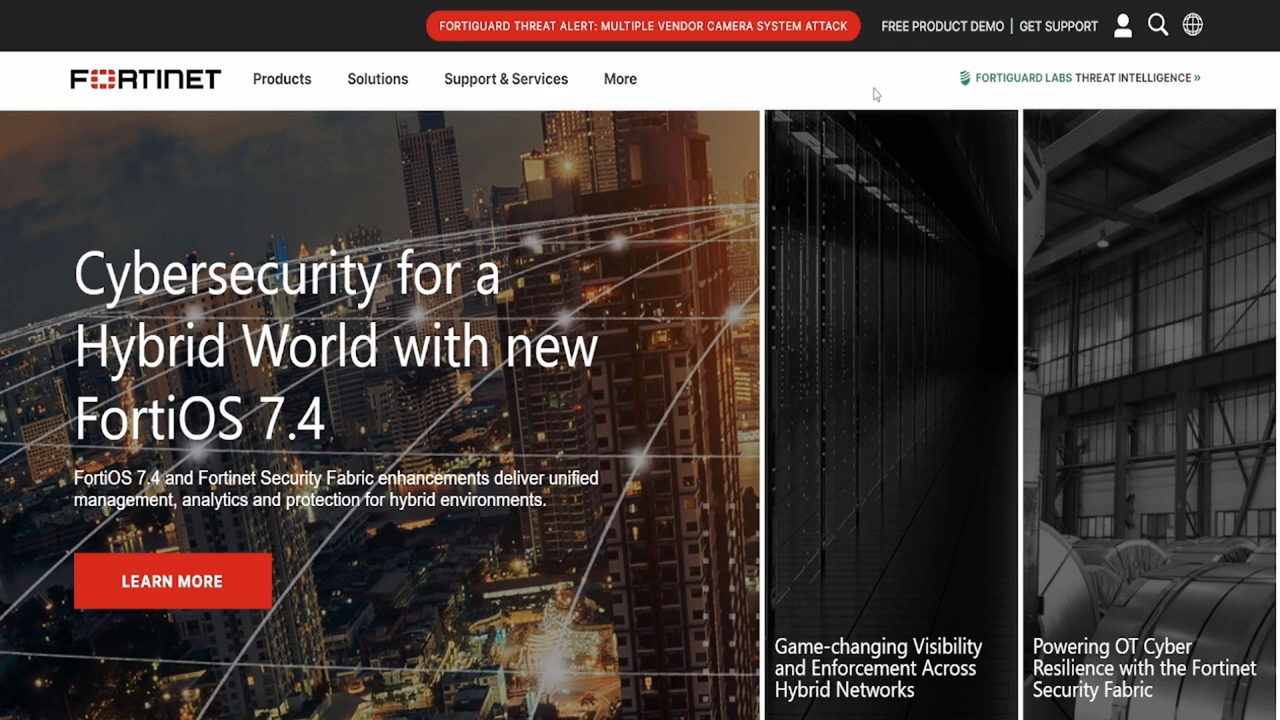 FORTIGUARD THREAT ALERT: MULTIPLE VENDOR CAMERA SYSTEM ATTACK
FREE PRODUCT DEMO | GET SUPPORT
FORTINET
Products
Solutions
Support & Services
More
FORTIGUARD LABS THREAT INTELLIGENCE »
Cybersecurity for a
Hybrid World with new
FortiOS 7.4
FortiOS 7.4 and Fortinet Security Fabric enhancements deliver unified
management, analytics and protection for hybrid environments.
LEARN MORE
Game-changing Visibility
and Enforcement Across
Hybrid Networks
Powering OT Cyber
Resilience with the Fortinet
Security Fabric